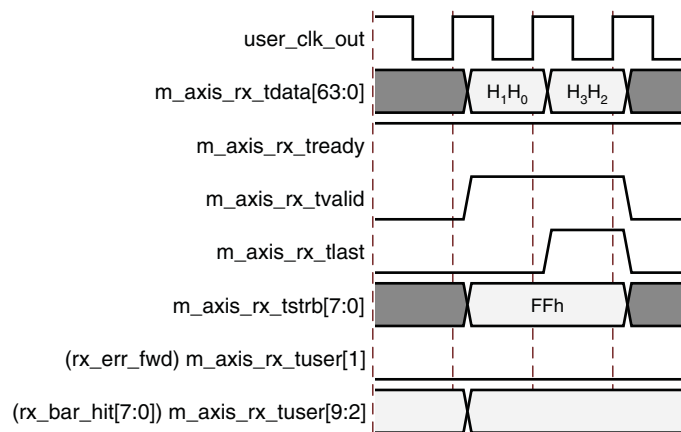 user_clk_out
m_axis_rx_tdata[63:0] H₁H₀ H₃H₂
m_axis_rx_tready
m_axis_rx_tvalid
m_axis_rx_tlast
m_axis_rx_tstrb[7:0] FFh
(rx_err_fwd) m_axis_rx_tuser[1]
(rx_bar_hit[7:0]) m_axis_rx_tuser[9:2]